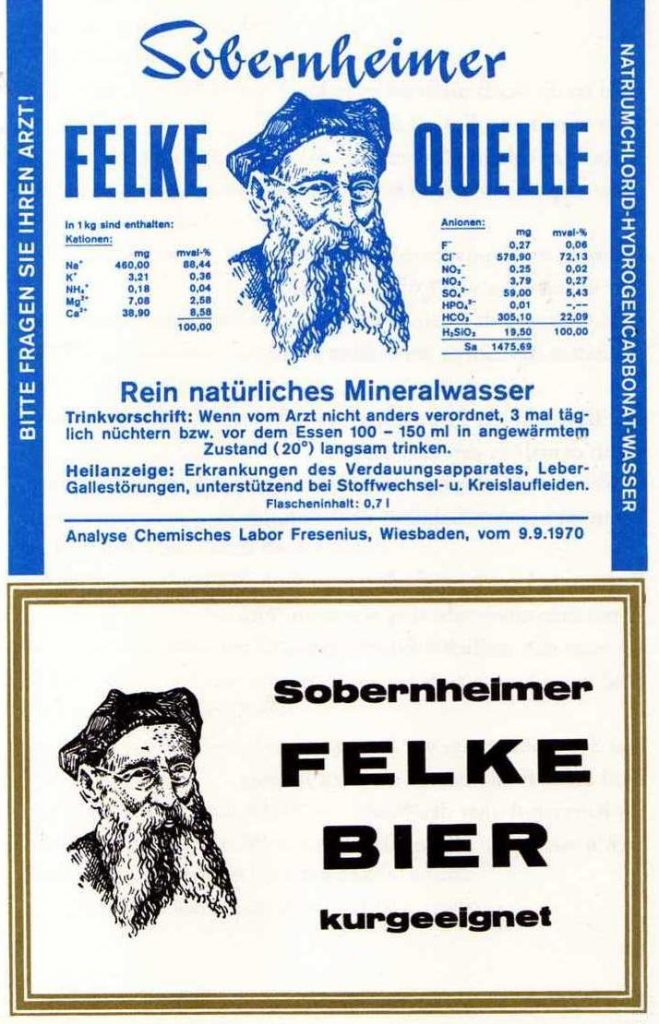 Sobernheimer
FELKE QUELLE
BITTE FRAGEN SIE IHREN ARZT!
NATRIUMCHLORID-HYDROGENCARBONAT-WASSER
In 1 kg sind enthalten:
Kationen:
mg mval-%
Na⁺ 460,00 88,44
K⁺ 3,21 0,36
NH₄⁺ 0,18 0,04
Mg²⁺ 7,08 2,58
Ca²⁺ 38,90 8,58
100,00
Anionen:
mg mval-%
F⁻ 0,27 0,06
Cl⁻ 578,90 72,13
NO₂⁻ 0,25 0,02
NO₃⁻ 3,79 0,27
SO₄²⁻ 59,00 5,43
HPO₄²⁻ 0,01 -,--
HCO₃⁻ 305,10 22,09
H₂SiO₃ 19,50 100,00
Sa 1475,69
Rein natürliches Mineralwasser
Trinkvorschrift: Wenn vom Arzt nicht anders verordnet, 3 mal täg-
lich nüchtern bzw. vor dem Essen 100 – 150 ml in angewärmtem
Zustand (20°) langsam trinken.
Heilanzeige: Erkrankungen des Verdauungsapparates, Leber-
Gallestörungen, unterstützend bei Stoffwechsel- u. Kreislaufleiden.
Flascheninhalt: 0,7 l
Analyse Chemisches Labor Fresenius, Wiesbaden, vom 9.9.1970
Sobernheimer
FELKE
BIER
kurgeeignet